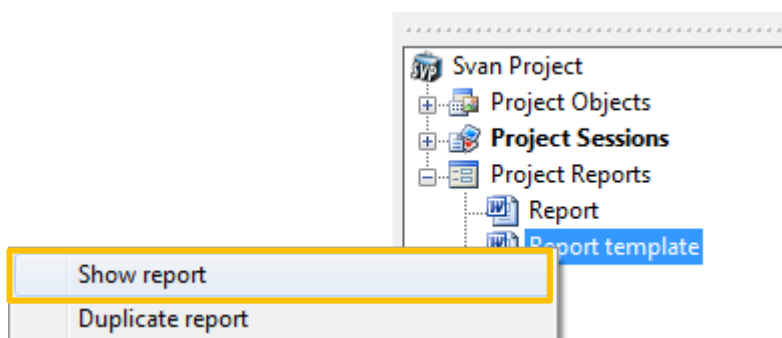 Svan Project
Project Objects
Project Sessions
Project Reports
Report
Report template
Show report
Duplicate report